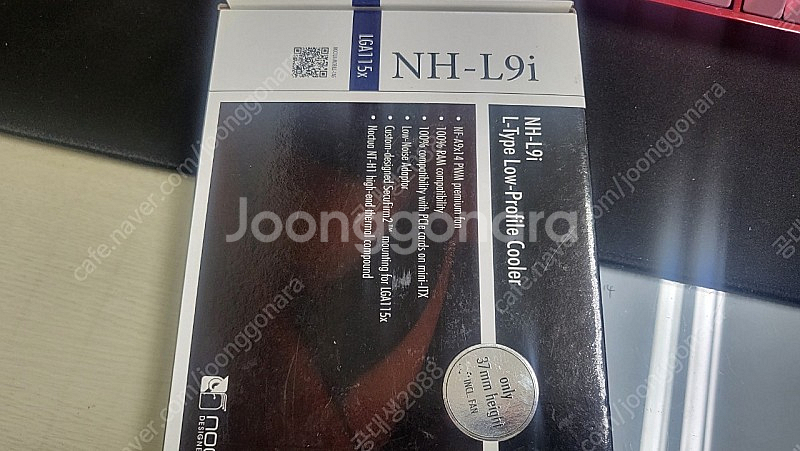 NH-L9i
LGA115x
NH-L9i
L-Type Low-Profile Cooler
• NF-A9x14 PWM premium fan
• 100% RAM compatibility
• 100% compatibility with PCIe cards on mini-ITX
• Low-Noise Adaptor
• Custom-designed SecuFirm2™ mounting for LGA115x
• Noctua NT-H1 high-end thermal compound
only
37mm height
INCL. FAN
noc
DESIGNE
Joonggonara
cafe.naver.com/joonggonara